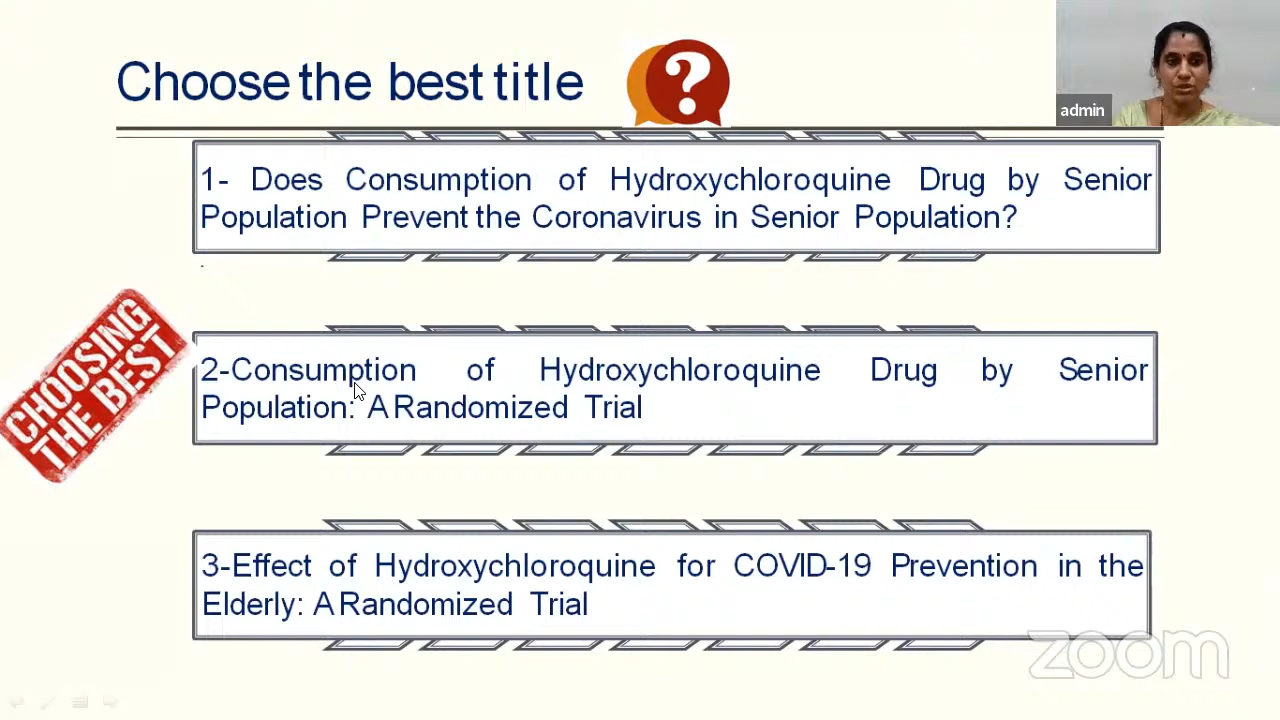 Choose the best title
?
admin
1- Does Consumption of Hydroxychloroquine Drug by Senior
Population Prevent the Coronavirus in Senior Population?
.
CHOOSING
THE BEST
2-Consumption of Hydroxychloroquine Drug by Senior
Population: A Randomized Trial
3-Effect of Hydroxychloroquine for COVID-19 Prevention in the
Elderly: A Randomized Trial
zoom